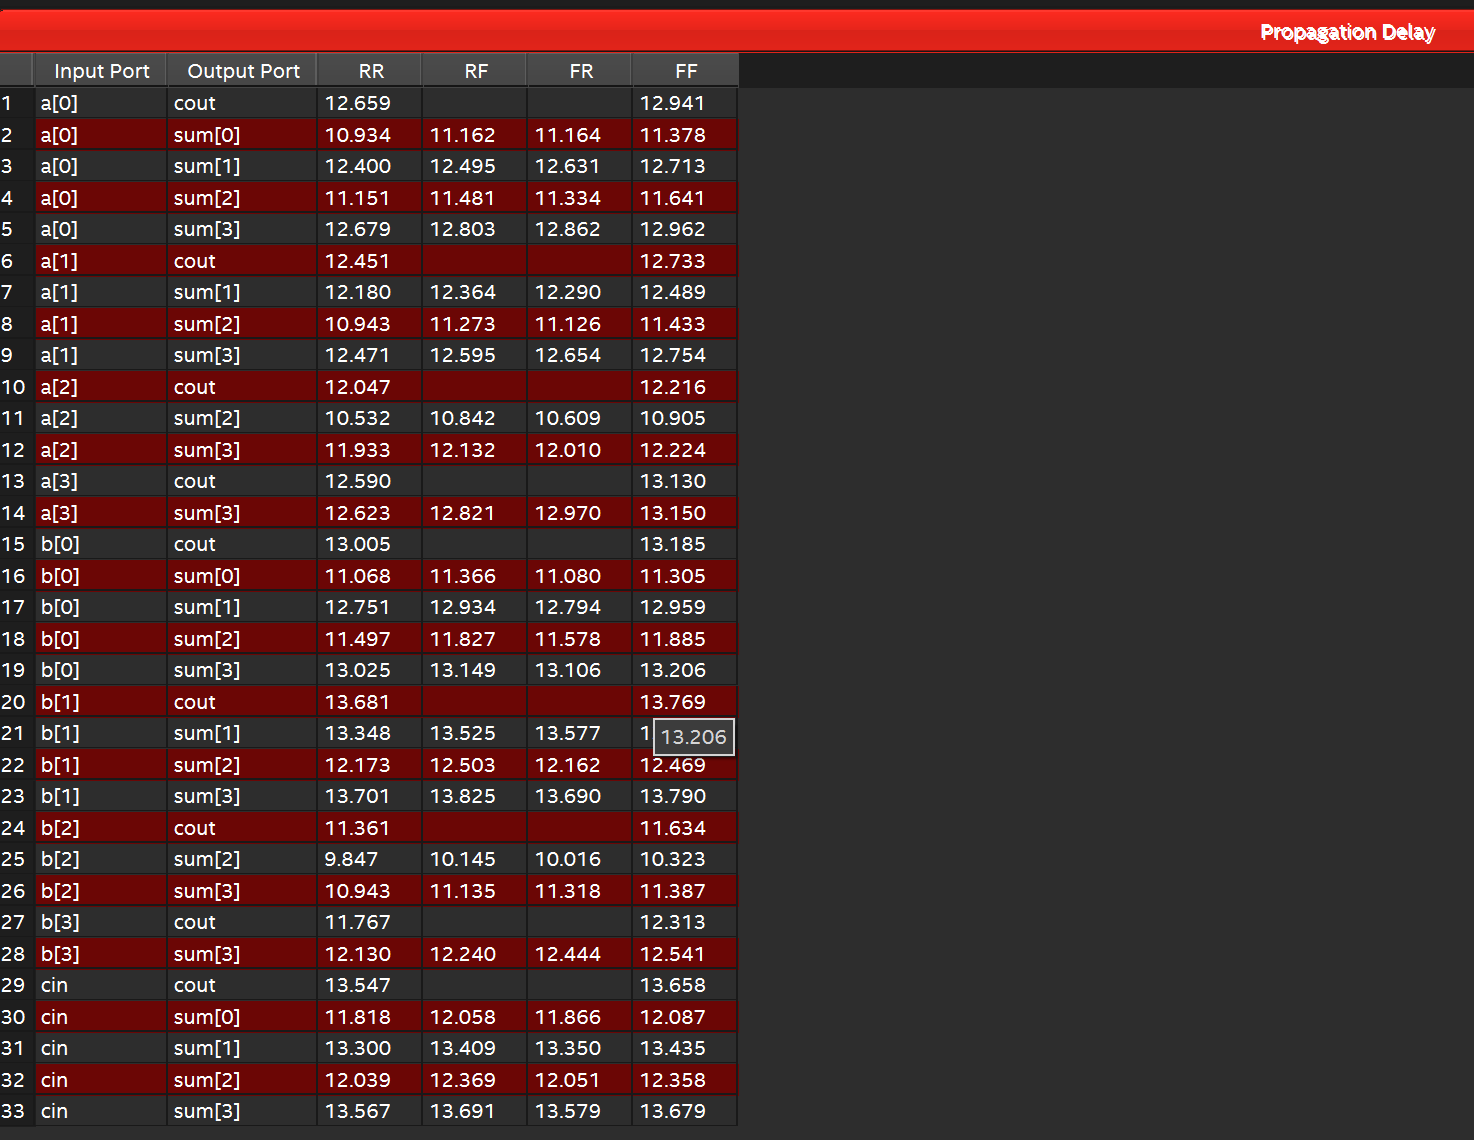 Propagation Delay
Input Port Output Port RR RF FR FF
1 a[0] cout 12.659 12.941
2 a[0] sum[0] 10.934 11.162 11.164 11.378
3 a[0] sum[1] 12.400 12.495 12.631 12.713
4 a[0] sum[2] 11.151 11.481 11.334 11.641
5 a[0] sum[3] 12.679 12.803 12.862 12.962
6 a[1] cout 12.451 12.733
7 a[1] sum[1] 12.180 12.364 12.290 12.489
8 a[1] sum[2] 10.943 11.273 11.126 11.433
9 a[1] sum[3] 12.471 12.595 12.654 12.754
10 a[2] cout 12.047 12.216
11 a[2] sum[2] 10.532 10.842 10.609 10.905
12 a[2] sum[3] 11.933 12.132 12.010 12.224
13 a[3] cout 12.590 13.130
14 a[3] sum[3] 12.623 12.821 12.970 13.150
15 b[0] cout 13.005 13.185
16 b[0] sum[0] 11.068 11.366 11.080 11.305
17 b[0] sum[1] 12.751 12.934 12.794 12.959
18 b[0] sum[2] 11.497 11.827 11.578 11.885
19 b[0] sum[3] 13.025 13.149 13.106 13.206
20 b[1] cout 13.681 13.769
21 b[1] sum[1] 13.348 13.525 13.577 13.206
22 b[1] sum[2] 12.173 12.503 12.162 12.469
23 b[1] sum[3] 13.701 13.825 13.690 13.790
24 b[2] cout 11.361 11.634
25 b[2] sum[2] 9.847 10.145 10.016 10.323
26 b[2] sum[3] 10.943 11.135 11.318 11.387
27 b[3] cout 11.767 12.313
28 b[3] sum[3] 12.130 12.240 12.444 12.541
29 cin cout 13.547 13.658
30 cin sum[0] 11.818 12.058 11.866 12.087
31 cin sum[1] 13.300 13.409 13.350 13.435
32 cin sum[2] 12.039 12.369 12.051 12.358
33 cin sum[3] 13.567 13.691 13.579 13.679